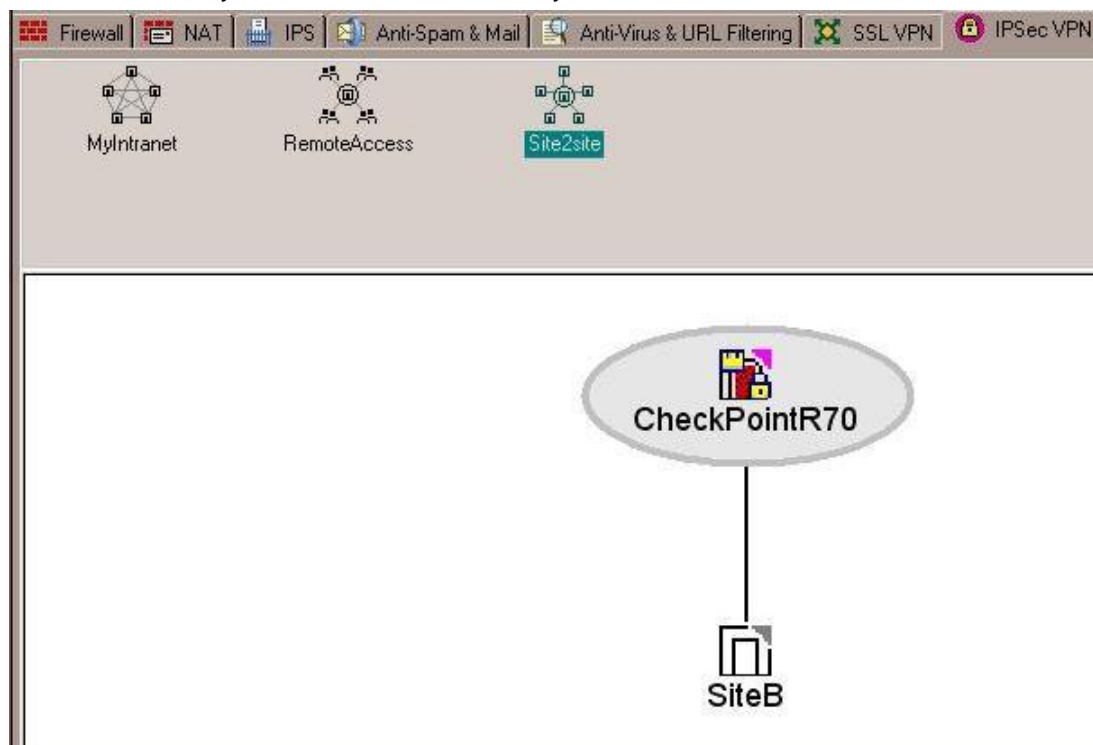 Firewall NAT IPS Anti-Spam & Mail Anti-Virus & URL Filtering SSL VPN IPSec VPN
MyIntranet RemoteAccess Site2site
CheckPointR70
SiteB